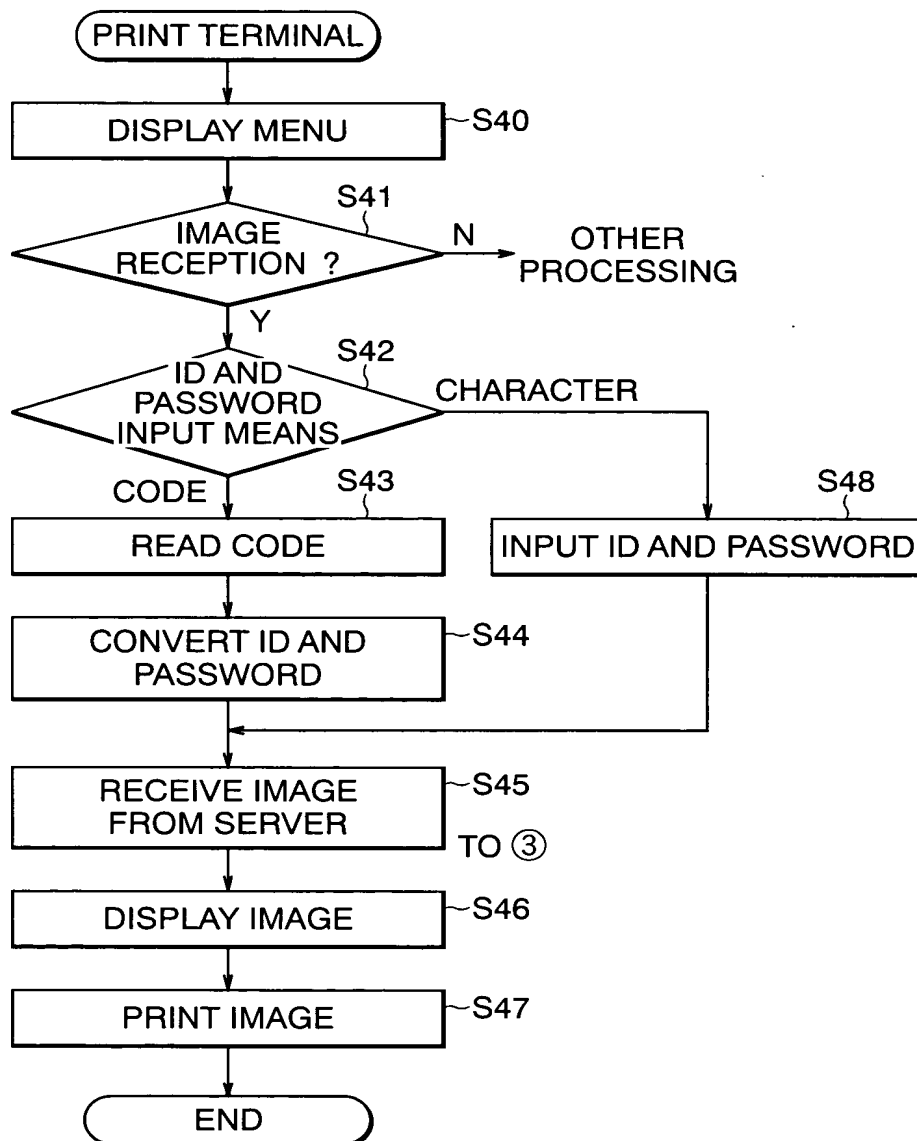 PRINT TERMINAL
DISPLAY MENU
S40
S41
IMAGE
RECEPTION ?
N
OTHER
PROCESSING
Y
S42
ID AND
PASSWORD
INPUT MEANS
CHARACTER
CODE
S43
READ CODE
S48
INPUT ID AND PASSWORD
CONVERT ID AND
PASSWORD
S44
RECEIVE IMAGE
FROM SERVER
S45
TO ③
DISPLAY IMAGE
S46
PRINT IMAGE
S47
END